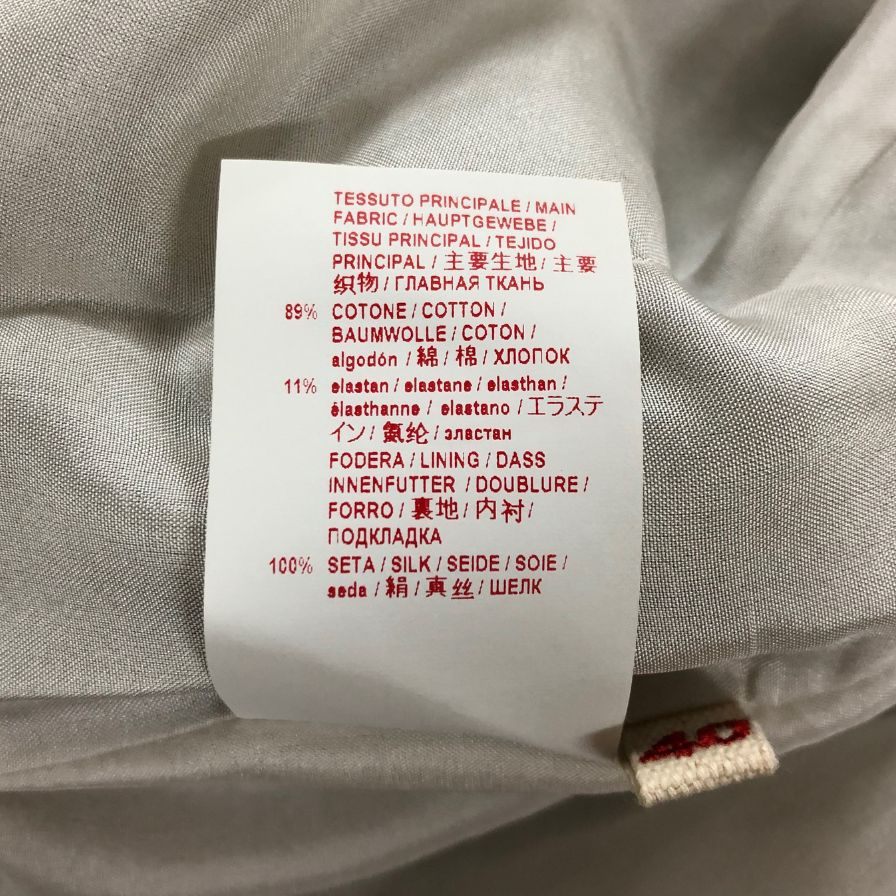 TESSUTO PRINCIPALE / MAIN
FABRIC / HAUPTGEWEBE /
TISSU PRINCIPAL / TEJIDO
PRINCIPAL / 主要生地 / 主要
织物 / ГЛАВНАЯ ТКАНЬ
89% COTONE / COTTON /
BAUMWOLLE / COTON /
algodón / 綿 / 棉 / ХЛОПОК
11% elastan / elastane / elasthan /
élasthanne / elastano / エラステ
イン / 氨纶 / эластан
FODERA / LINING / DASS
INNENFUTTER / DOUBLURE /
FORRO / 裏地 / 内衬 /
ПОДКЛАДКА
100% SETA / SILK / SEIDE / SOIE /
seda / 絹 / 真丝 / ШЕЛК
40